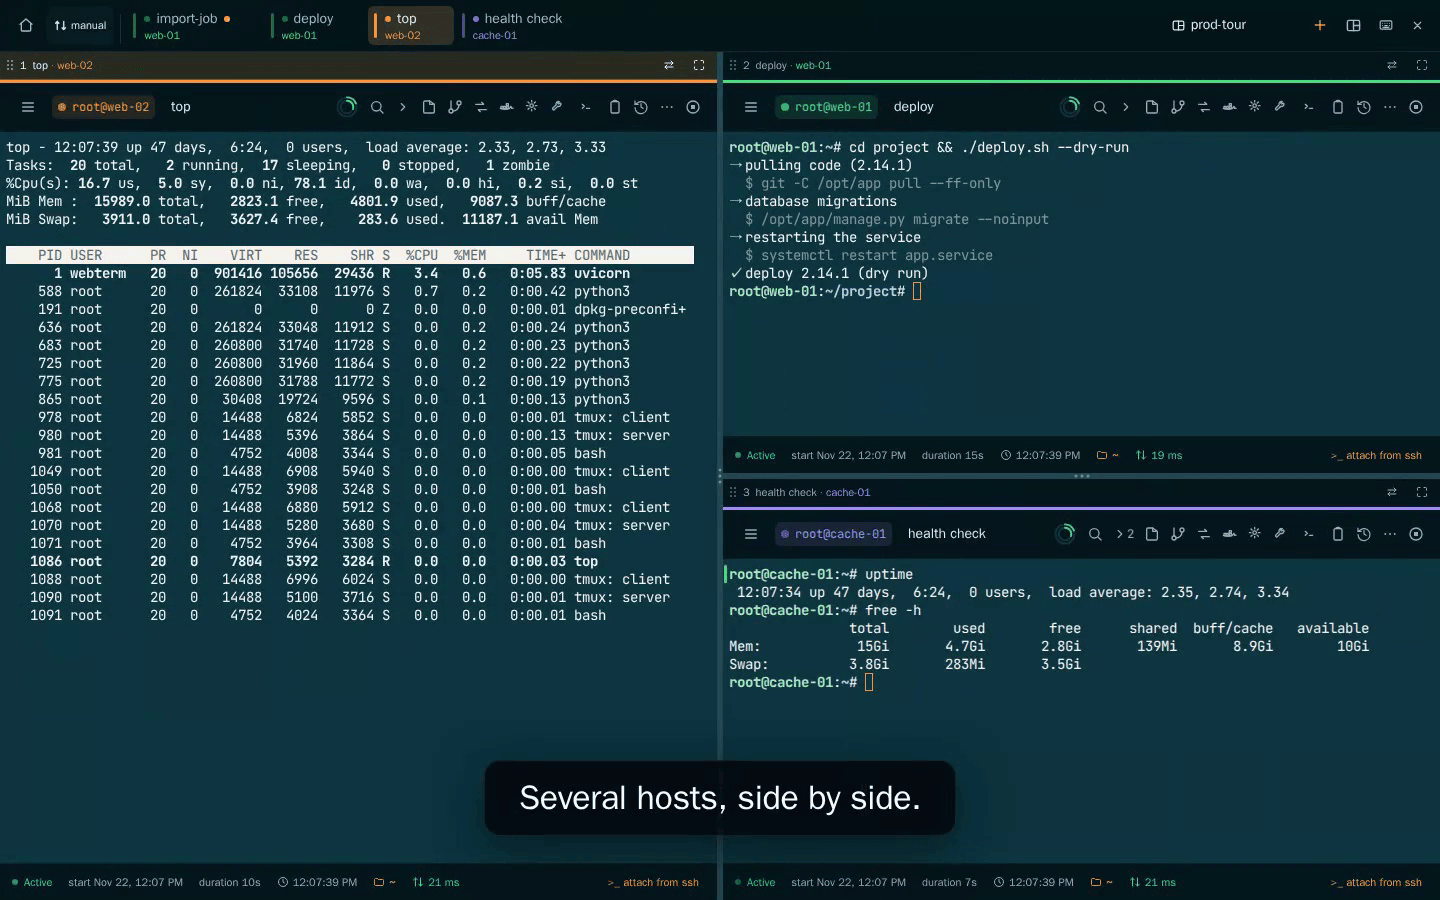 manual
import-job
web-01
deploy
web-01
top
web-02
health check
cache-01
prod-tour
1 top · web-02
root@web-02 top
top - 12:07:39 up 47 days,  6:24,  0 users,  load average: 2.33, 2.73, 3.33
Tasks:  20 total,   2 running,  17 sleeping,   0 stopped,   1 zombie
%Cpu(s): 16.7 us,  5.0 sy,  0.0 ni, 78.1 id,  0.0 wa,  0.0 hi,  0.2 si,  0.0 st
MiB Mem :  15989.0 total,   2823.1 free,   4801.9 used,   9087.3 buff/cache
MiB Swap:   3911.0 total,   3627.4 free,    283.6 used.  11187.1 avail Mem
PID USER      PR  NI    VIRT    RES    SHR S  %CPU  %MEM     TIME+ COMMAND
1 webterm   20   0  901416 105656  29436 R   3.4   0.6   0:05.83 uvicorn
588 root      20   0  261824  33108  11976 S   0.7   0.2   0:00.42 python3
191 root      20   0       0      0      0 Z   0.0   0.0   0:00.01 dpkg-preconfi+
636 root      20   0  261824  33048  11912 S   0.0   0.2   0:00.24 python3
683 root      20   0  260800  31740  11728 S   0.0   0.2   0:00.23 python3
725 root      20   0  260800  31960  11864 S   0.0   0.2   0:00.22 python3
775 root      20   0  260800  31788  11772 S   0.0   0.2   0:00.19 python3
865 root      20   0   30408  19724   9596 S   0.0   0.1   0:00.13 python3
978 root      20   0   14488   6824   5852 S   0.0   0.0   0:00.01 tmux: client
980 root      20   0   14488   5396   3864 S   0.0   0.0   0:00.13 tmux: server
981 root      20   0    4752   4008   3344 S   0.0   0.0   0:00.05 bash
1049 root      20   0   14488   6908   5940 S   0.0   0.0   0:00.00 tmux: client
1050 root      20   0    4752   3908   3248 S   0.0   0.0   0:00.01 bash
1068 root      20   0   14488   6880   5912 S   0.0   0.0   0:00.00 tmux: client
1070 root      20   0   14488   5280   3680 S   0.0   0.0   0:00.04 tmux: server
1071 root      20   0    4752   3964   3308 S   0.0   0.0   0:00.01 bash
1086 root      20   0    7804   5392   3284 R   0.0   0.0   0:00.03 top
1088 root      20   0   14488   6996   6024 S   0.0   0.0   0:00.00 tmux: client
1090 root      20   0   14488   5100   3716 S   0.0   0.0   0:00.01 tmux: server
1091 root      20   0    4752   4024   3364 S   0.0   0.0   0:00.01 bash
Active start Nov 22, 12:07 PM duration 10s 12:07:39 PM ~ 21 ms >_ attach from ssh
2 deploy · web-01
root@web-01 deploy
root@web-01:~# cd project && ./deploy.sh --dry-run
→ pulling code (2.14.1)
$ git -C /opt/app pull --ff-only
→ database migrations
$ /opt/app/manage.py migrate --noinput
→ restarting the service
$ systemctl restart app.service
✓ deploy 2.14.1 (dry run)
root@web-01:~/project#
Active start Nov 22, 12:07 PM duration 15s 12:07:39 PM ~ 19 ms >_ attach from ssh
3 health check · cache-01
root@cache-01 health check 2
root@cache-01:~# uptime
12:07:34 up 47 days,  6:24,  0 users,  load average: 2.35, 2.74, 3.34
root@cache-01:~# free -h
total        used        free      shared  buff/cache   available
Mem:            15Gi       4.7Gi       2.8Gi       139Mi       8.9Gi        10Gi
Swap:          3.8Gi       283Mi       3.5Gi
root@cache-01:~#
Several hosts, side by side.
Active start Nov 22, 12:07 PM duration 7s 12:07:39 PM ~ 21 ms >_ attach from ssh